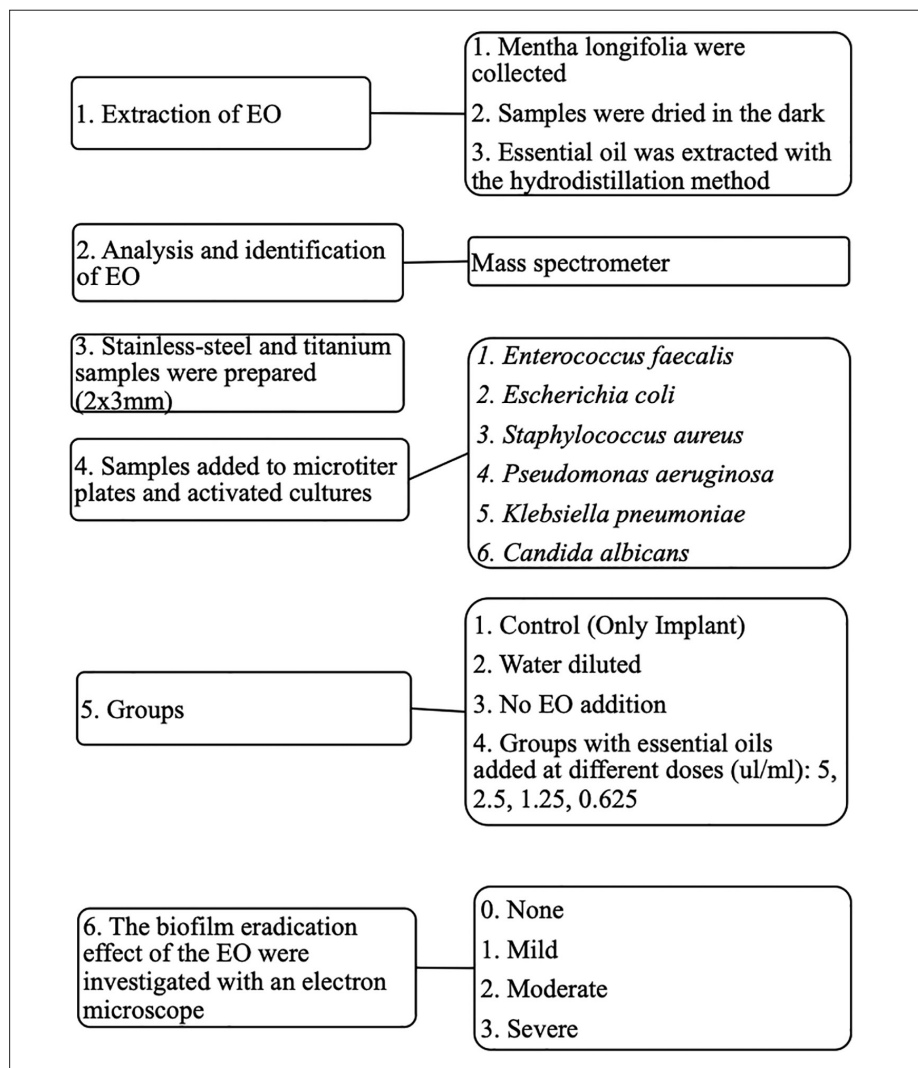 1. Extraction of EO
1. Mentha longifolia were
collected
2. Samples were dried in the dark
3. Essential oil was extracted with
the hydrodistillation method
2. Analysis and identification
of EO
Mass spectrometer
3. Stainless-steel and titanium
samples were prepared
(2x3mm)
4. Samples added to microtiter
plates and activated cultures
1. Enterococcus faecalis
2. Escherichia coli
3. Staphylococcus aureus
4. Pseudomonas aeruginosa
5. Klebsiella pneumoniae
6. Candida albicans
5. Groups
1. Control (Only Implant)
2. Water diluted
3. No EO addition
4. Groups with essential oils
added at different doses (ul/ml): 5,
2.5, 1.25, 0.625
6. The biofilm eradication
effect of the EO were
investigated with an electron
microscope
0. None
1. Mild
2. Moderate
3. Severe